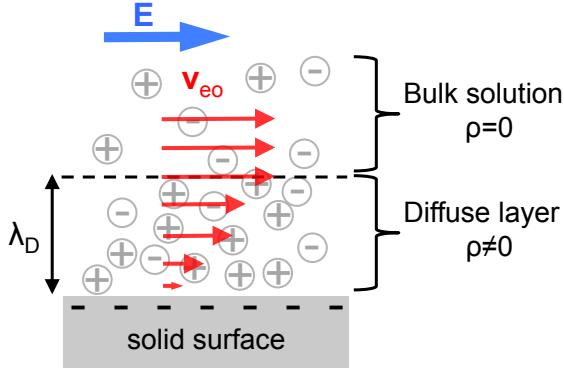 E
v_eo
Bulk solution
ρ=0
λ_D
Diffuse layer
ρ≠0
solid surface